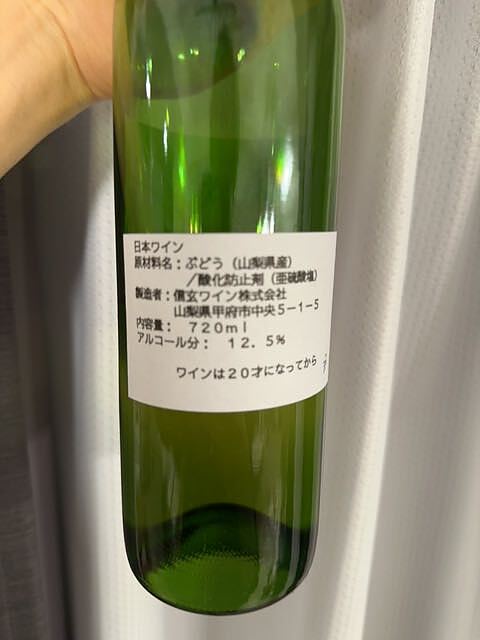 日本ワイン
原材料名：ぶどう（山梨県産）
／酸化防止剤（亜硫酸塩）
製造者：信玄ワイン株式会社
山梨県甲府市中央５－１－５
内容量： ７２０ｍｌ
アルコール分： １２．５％
ワインは２０才になってから